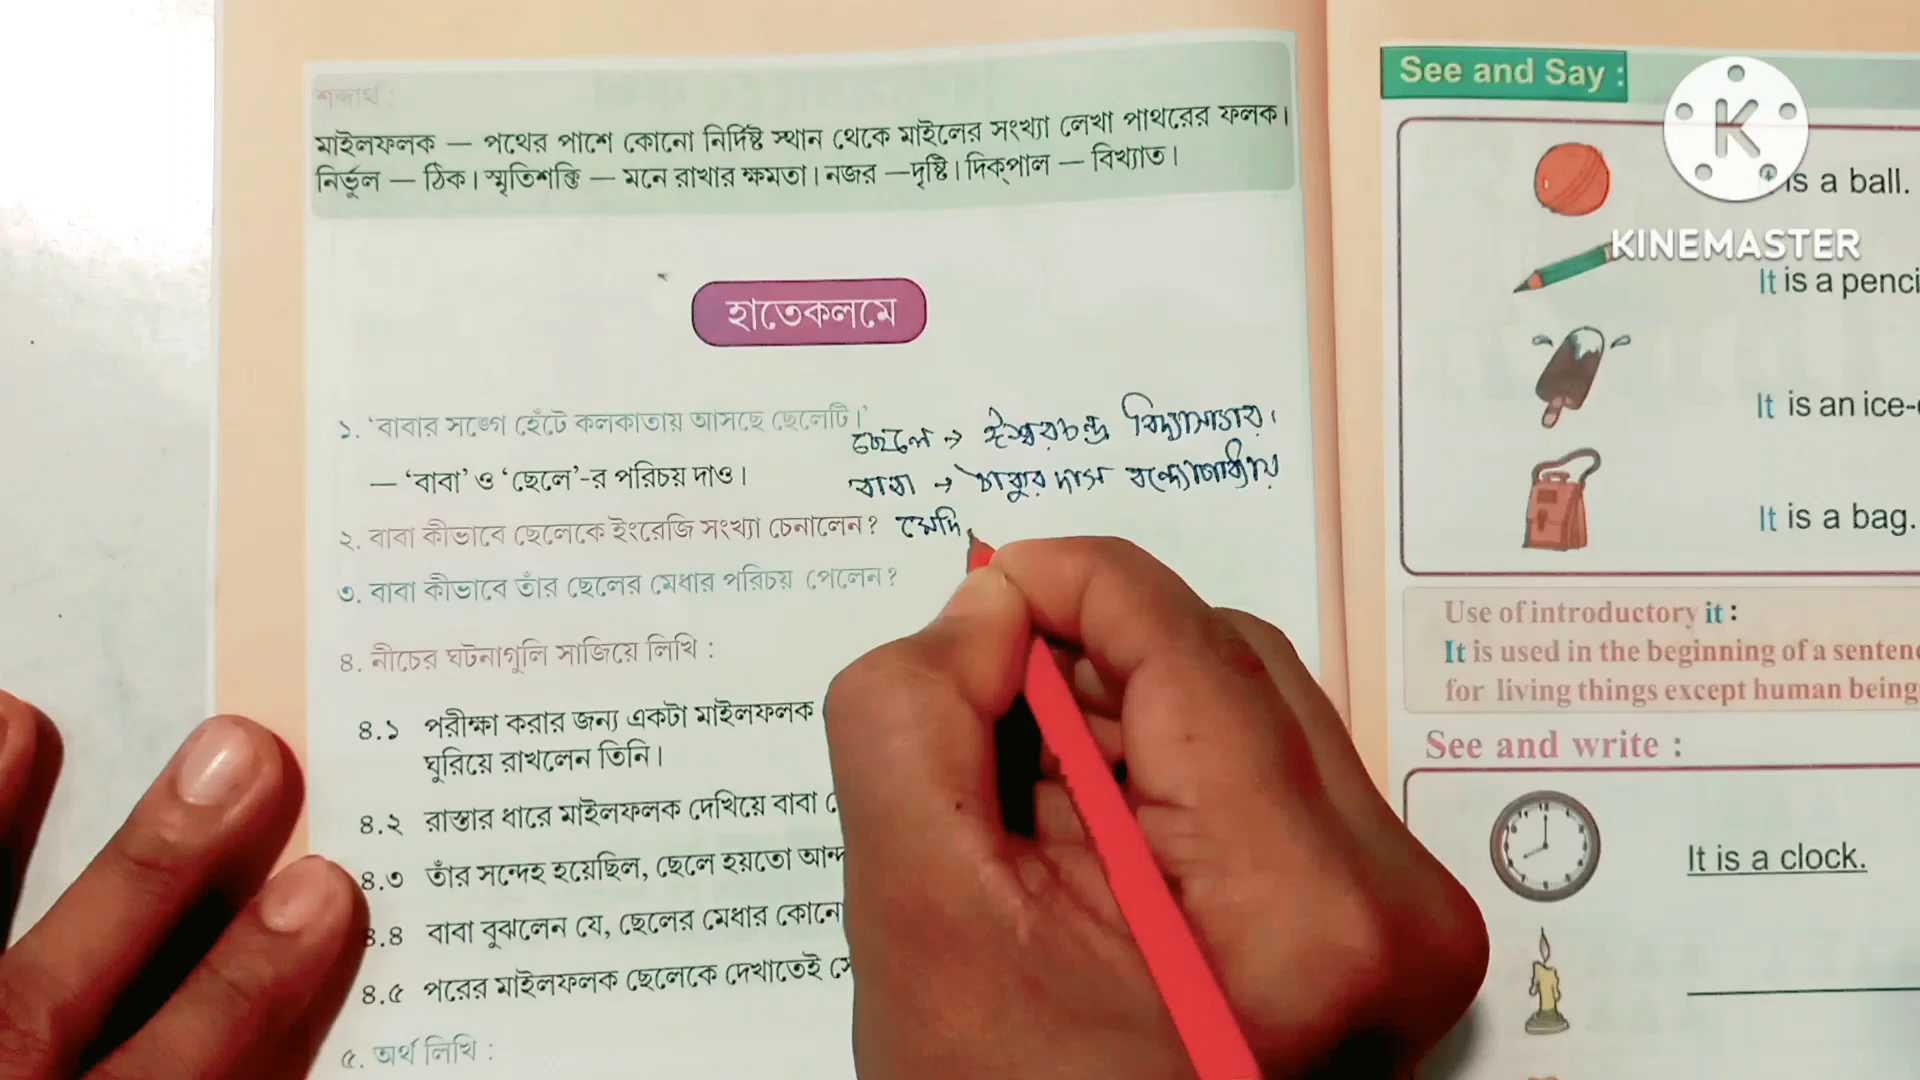 শব্দার্থ :
মাইলফলক — পথের পাশে কোনো নির্দিষ্ট স্থান থেকে মাইলের সংখ্যা লেখা পাথরের ফলক।
নির্ভুল — ঠিক। স্মৃতিশক্তি — মনে রাখার ক্ষমতা। নজর — দৃষ্টি। দিক্‌পাল — বিখ্যাত।
হাতেকলমে
১. ‘বাবার সঙ্গে হেঁটে কলকাতায় আসছে ছেলেটি।’
ছেলে → ঈশ্বরচন্দ্র বিদ্যাসাগর।
— ‘বাবা’ ও ‘ছেলে’-র পরিচয় দাও।
বাবা → ঠাকুর দাস বন্দ্যোপাধ্যায়
২. বাবা কীভাবে ছেলেকে ইংরেজি সংখ্যা চেনালেন? মেদি
৩. বাবা কীভাবে তাঁর ছেলের মেধার পরিচয় পেলেন?
৪. নীচের ঘটনাগুলি সাজিয়ে লিখি :
৪.১ পরীক্ষা করার জন্য একটা মাইলফলক
ঘুরিয়ে রাখলেন তিনি।
৪.২ রাস্তার ধারে মাইলফলক দেখিয়ে বাবা
৪.৩ তাঁর সন্দেহ হয়েছিল, ছেলে হয়তো
৪.৪ বাবা বুঝলেন যে, ছেলের মেধার কোনো
৪.৫ পরের মাইলফলক ছেলেকে দেখাতেই
৫. অর্থ লিখি :
See and Say :
K
KINEMASTER
It is a ball.
It is a penci
It is an ice-
It is a bag.
Use of introductory it :
It is used in the beginning of a senten
for living things except human being
See and write :
It is a clock.